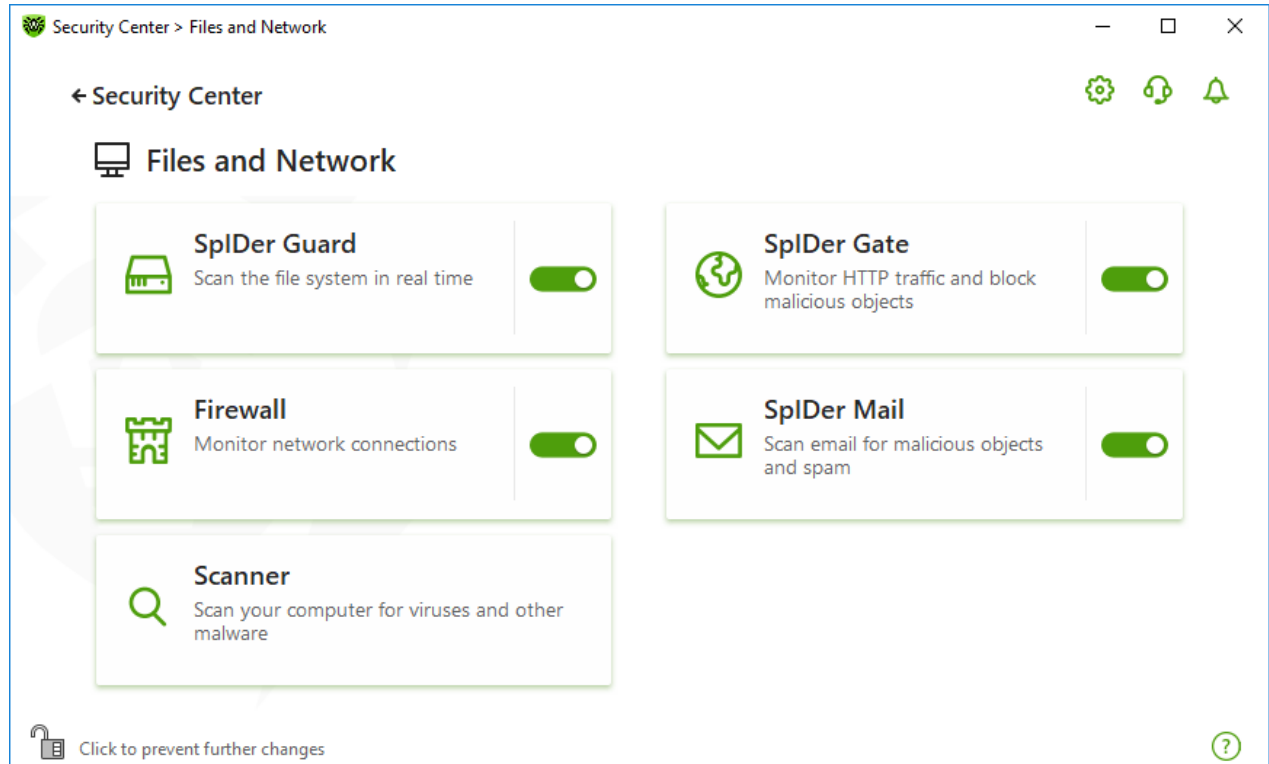 Security Center > Files and Network
Security Center
Files and Network
SpIDer Guard
Scan the file system in real time
SpIDer Gate
Monitor HTTP traffic and block
malicious objects
Firewall
Monitor network connections
SpIDer Mail
Scan email for malicious objects
and spam
Scanner
Scan your computer for viruses and other
malware
Click to prevent further changes
?